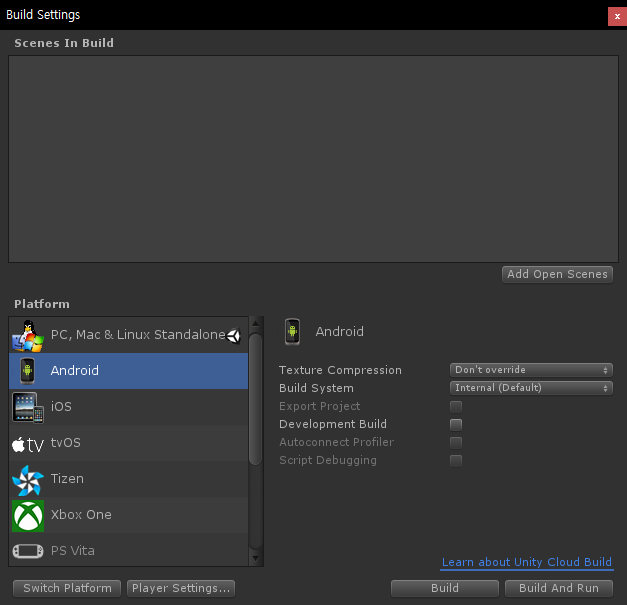 Build Settings
x
Scenes In Build
Add Open Scenes
Platform
PC, Mac & Linux Standalone
Android
iOS
tv tvOS
Tizen
Xbox One
PS Vita
Android
Texture Compression Don't override
Build System Internal (Default)
Export Project
Development Build
Autoconnect Profiler
Script Debugging
Learn about Unity Cloud Build
Switch Platform Player Settings... Build Build And Run